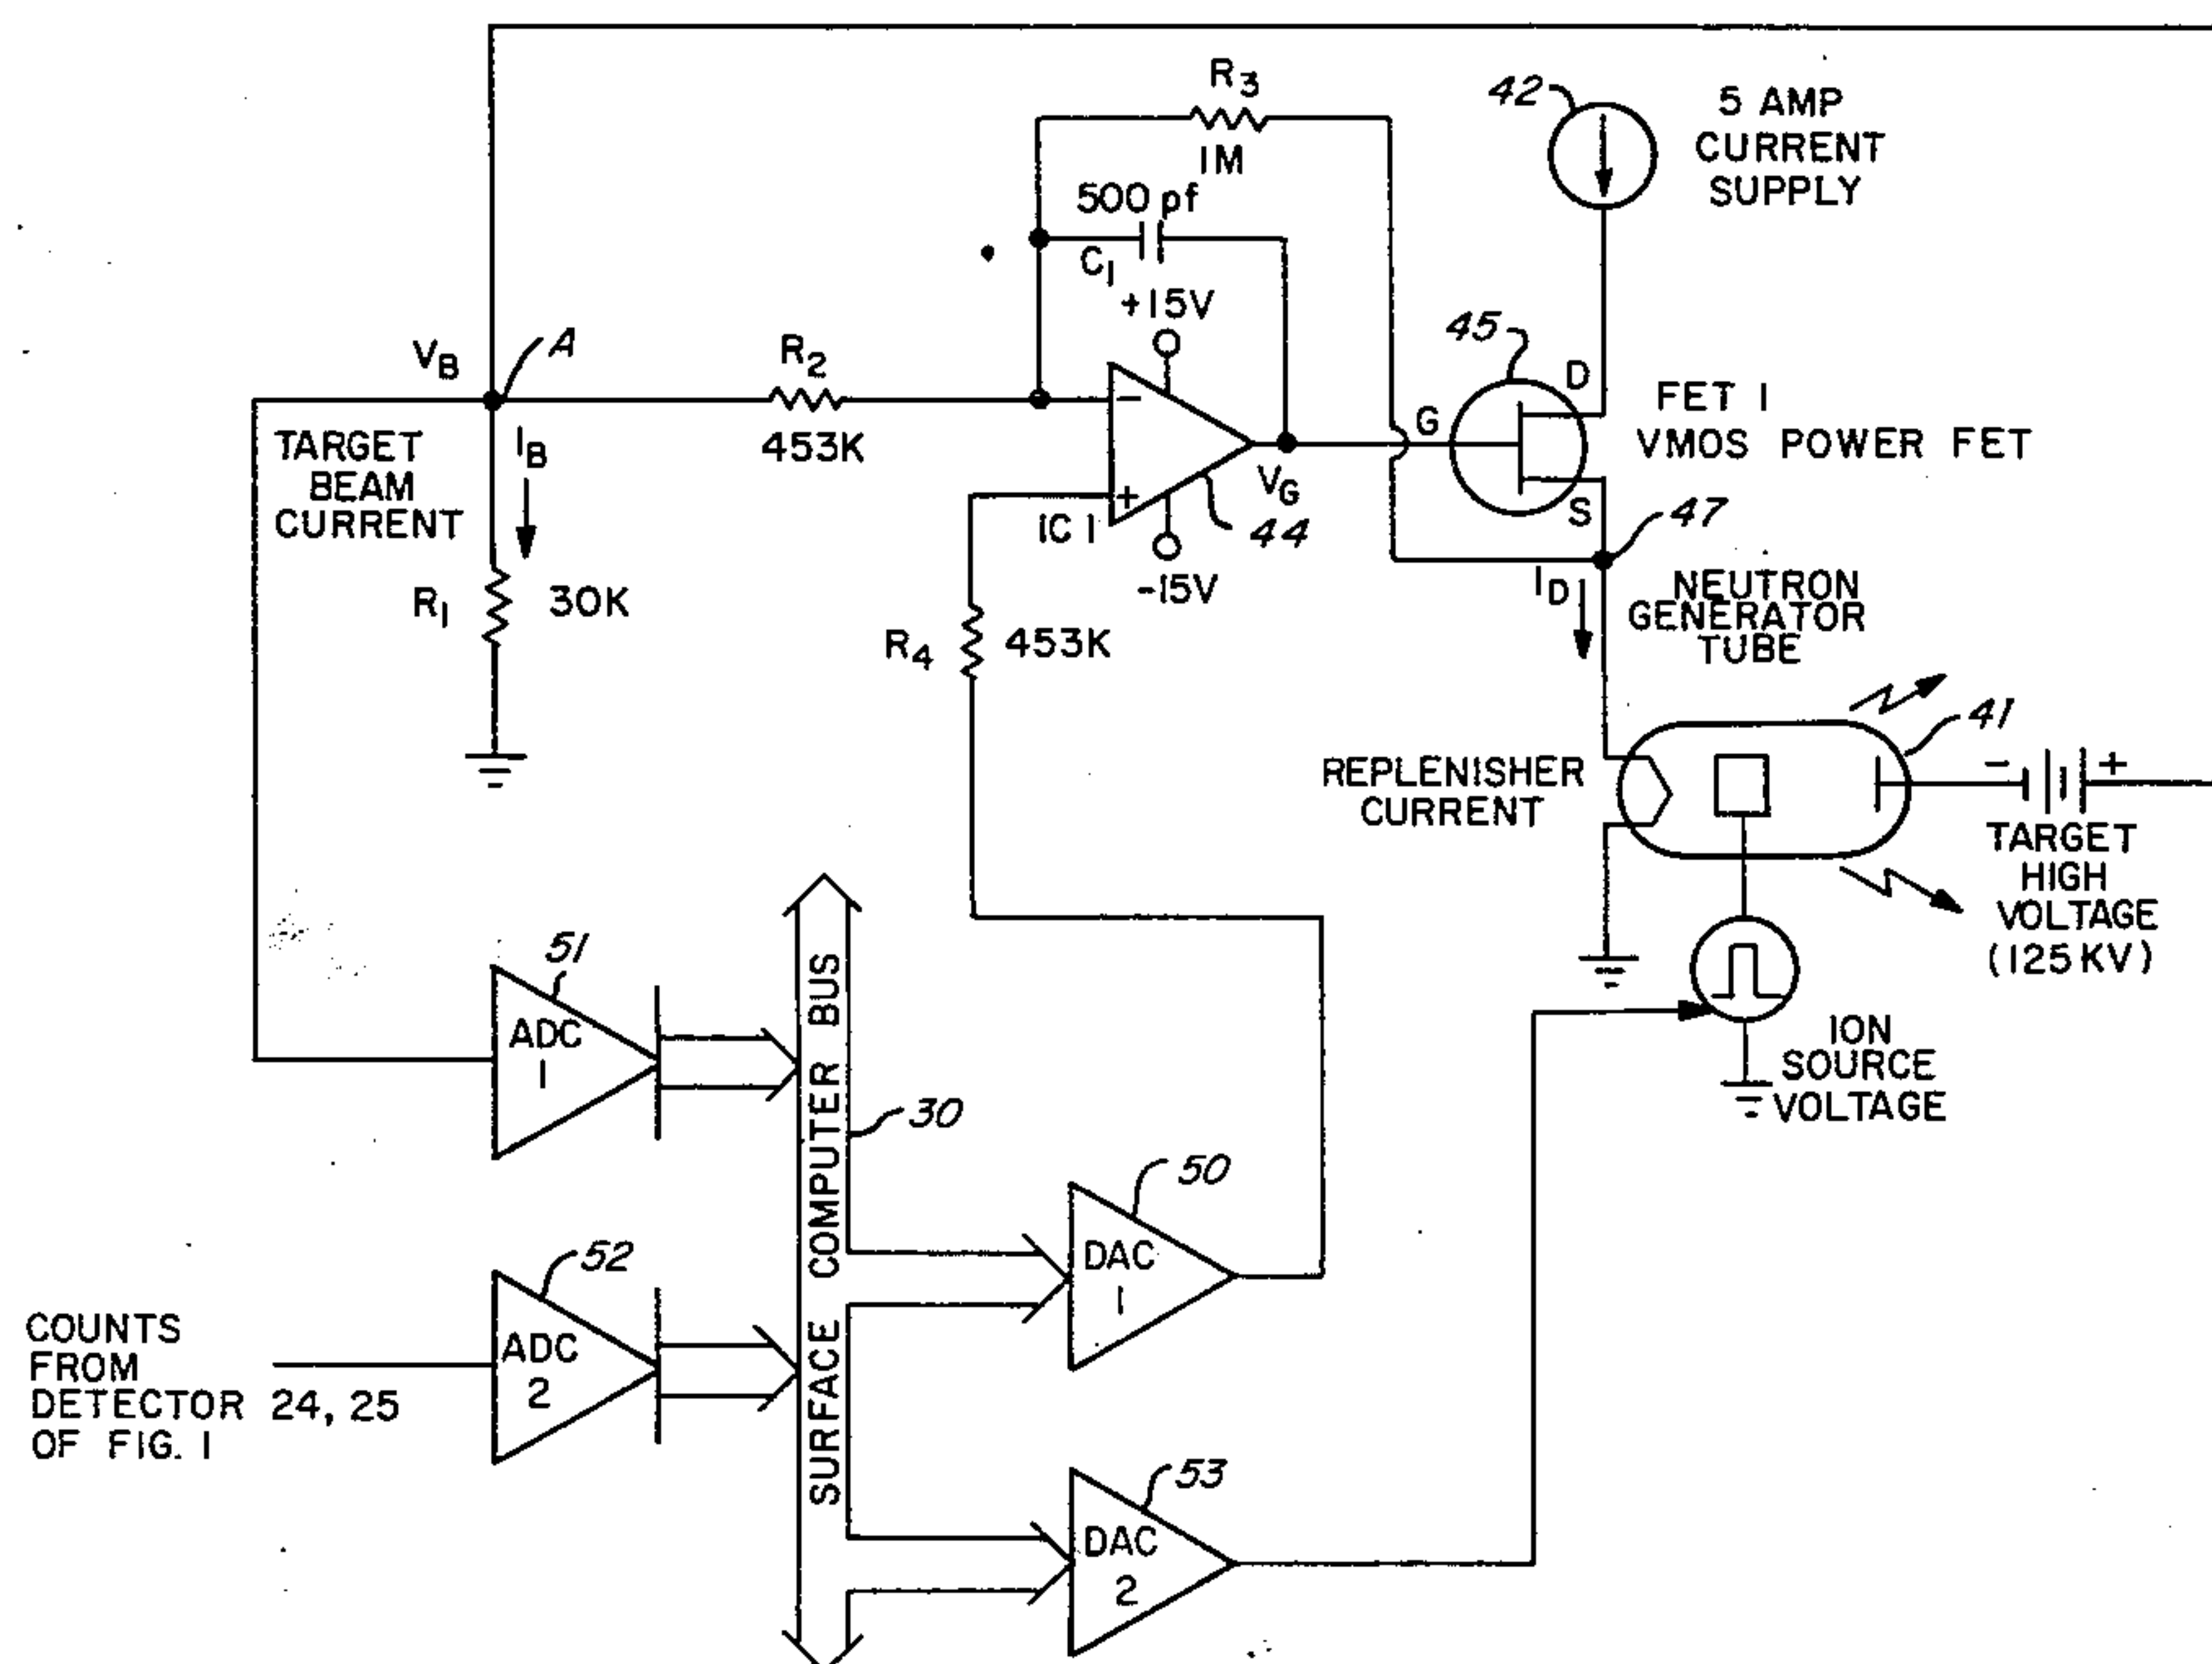 R3
1M
500 pf
C1
+15V
42
5 AMP
CURRENT
SUPPLY
VB
A
R2
453K
TARGET
BEAM
CURRENT
IB
R1
30K
-
+
IC 1
VG
44
-15V
R4
453K
45
G
D
S
FET 1
VMOS POWER FET
47
ID
NEUTRON
GENERATOR
TUBE
41
REPLENISHER
CURRENT
- +
TARGET
HIGH
VOLTAGE
(125 KV)
ION
SOURCE
VOLTAGE
51
ADC
1
SURFACE COMPUTER BUS
30
50
DAC
1
52
ADC
2
COUNTS
FROM
DETECTOR 24, 25
OF FIG. 1
53
DAC
2